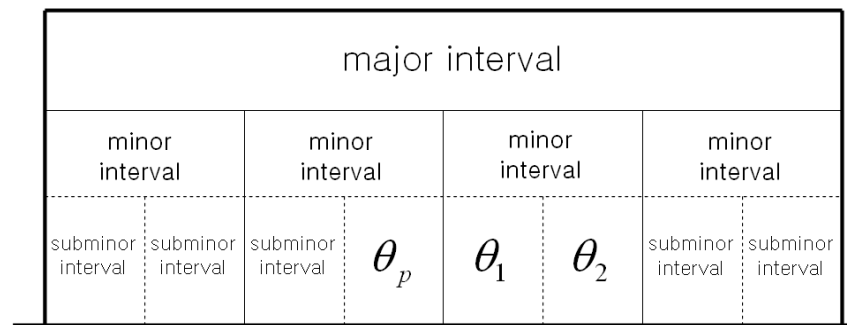 major interval
minor minor minor minor
interval interval interval interval
subminor subminor subminor θp θ1 θ2 subminor subminor
interval interval interval interval interval